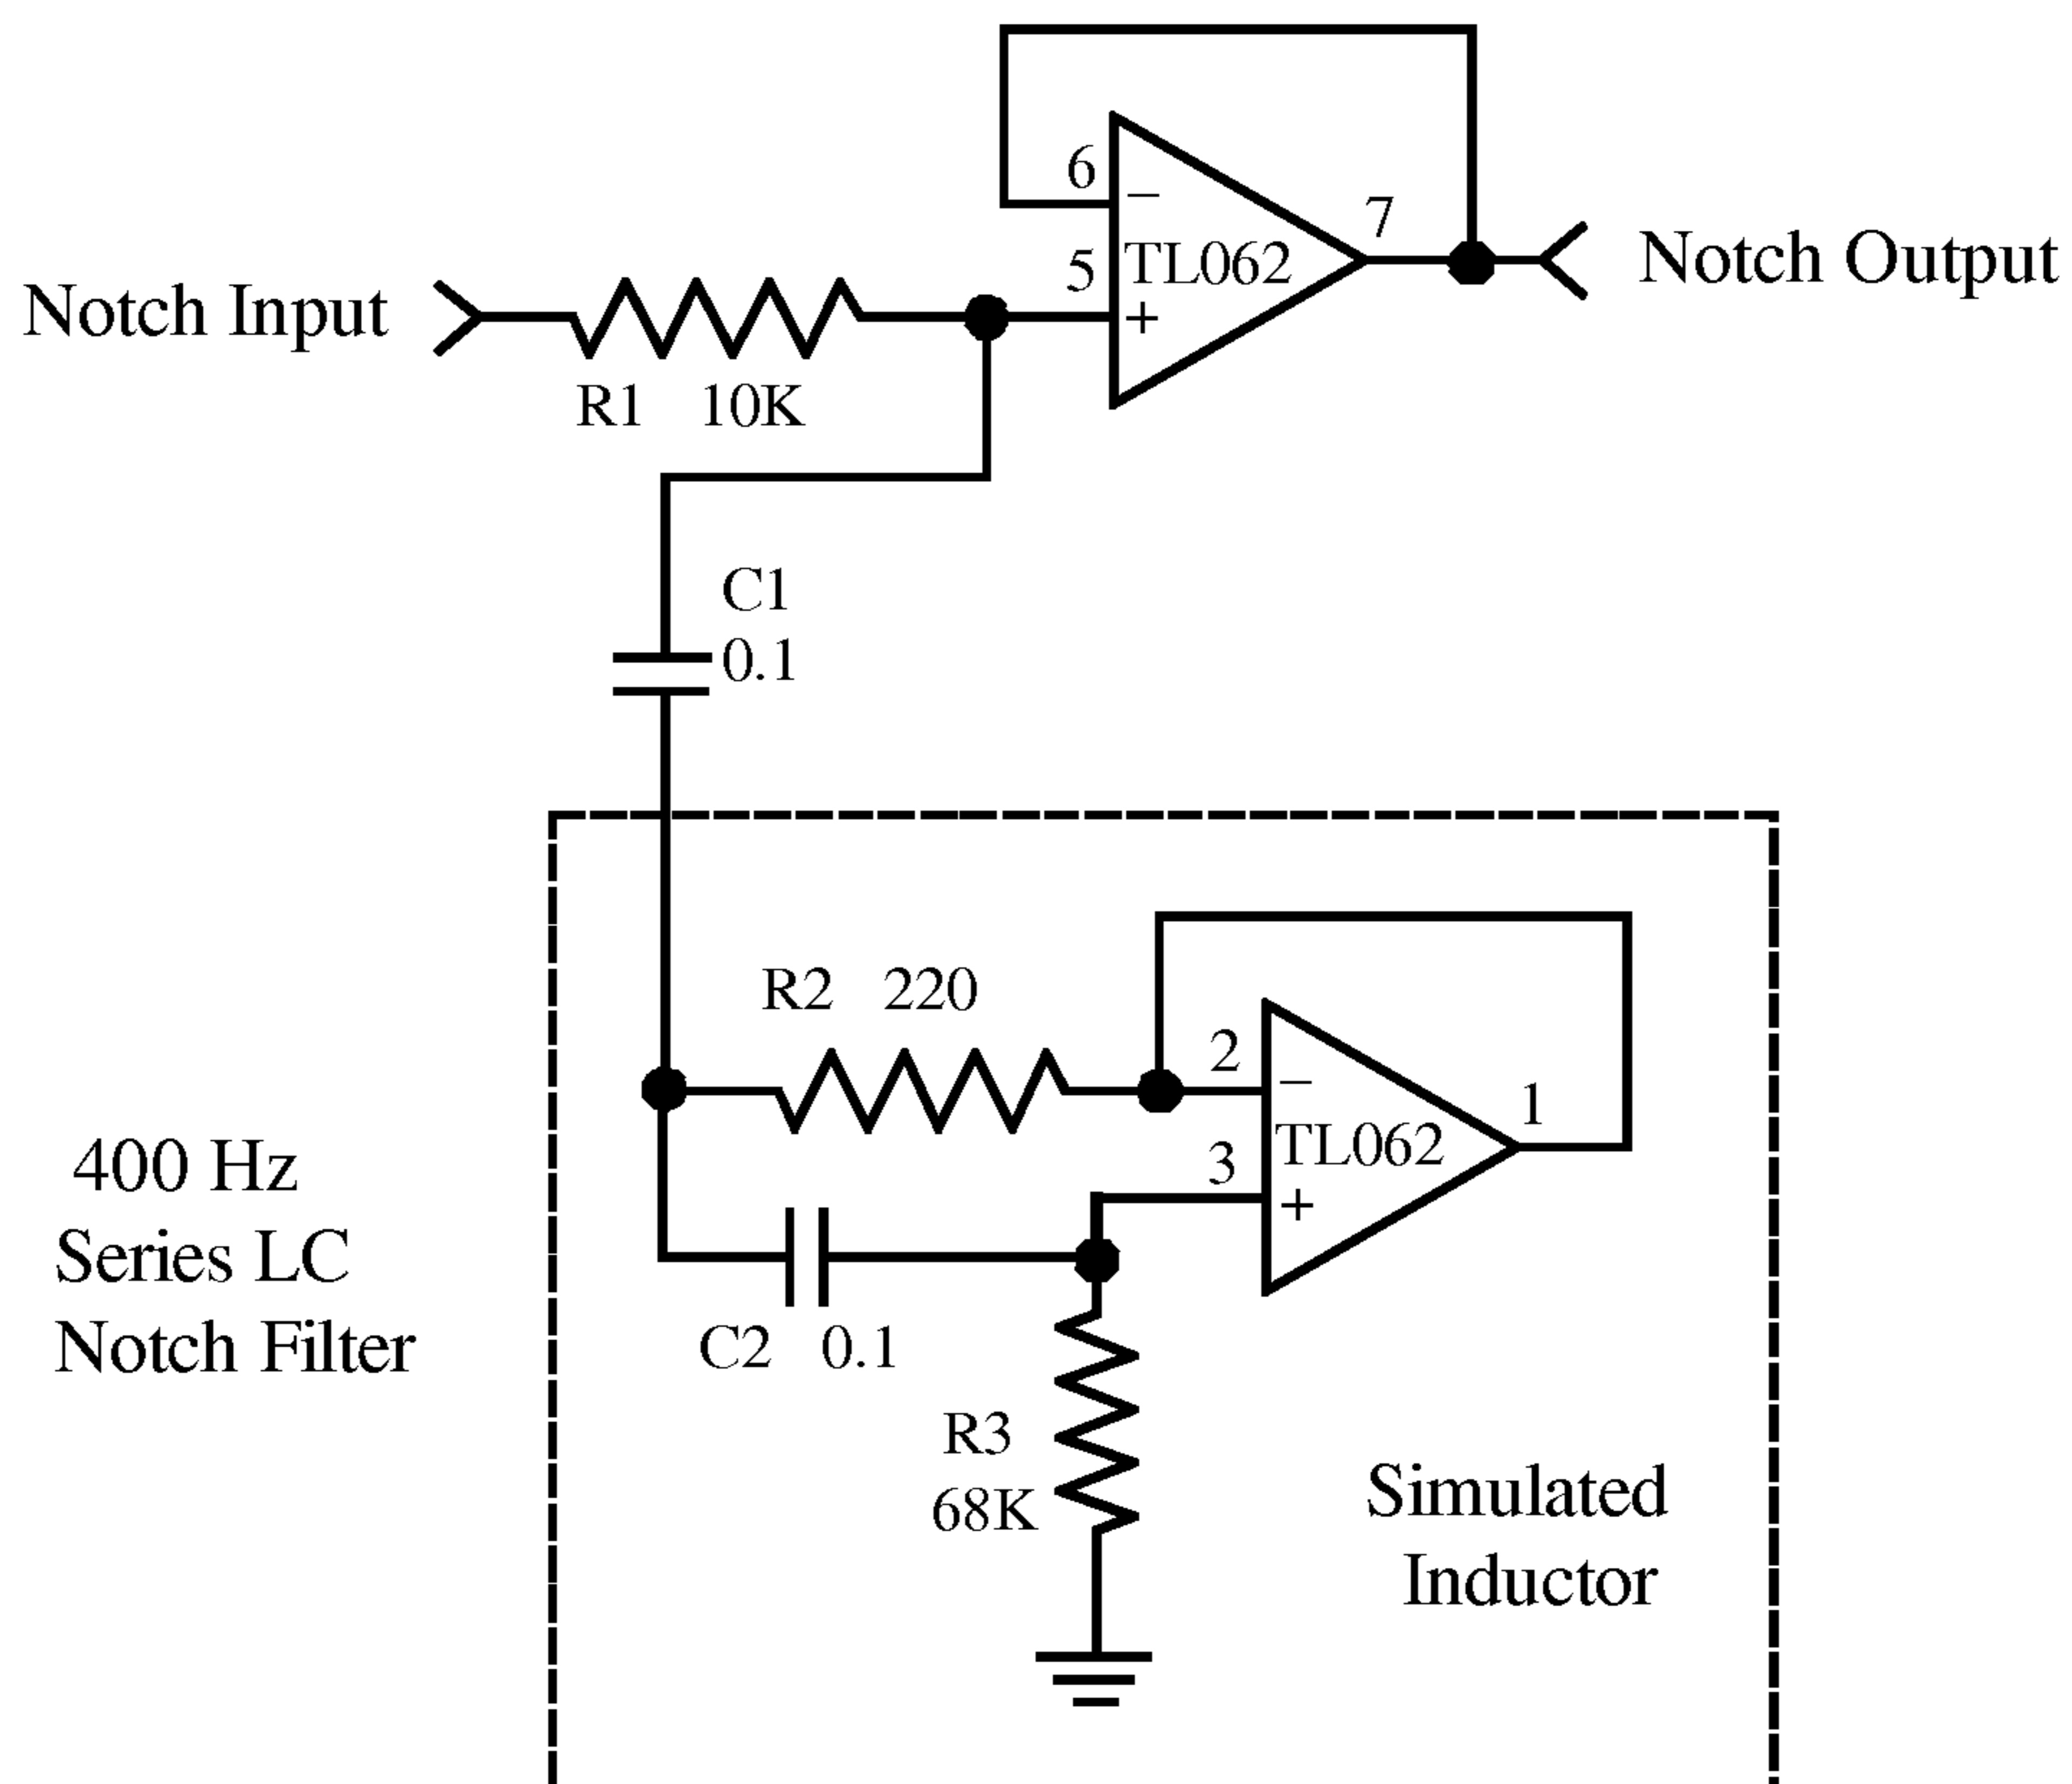 6
−
7
Notch Output
5
TL062
+
Notch Input
R1 10K
C1
0.1
R2 220
2
−
1
TL062
3
+
400 Hz
Series LC
Notch Filter
C2 0.1
R3
68K
Simulated
Inductor